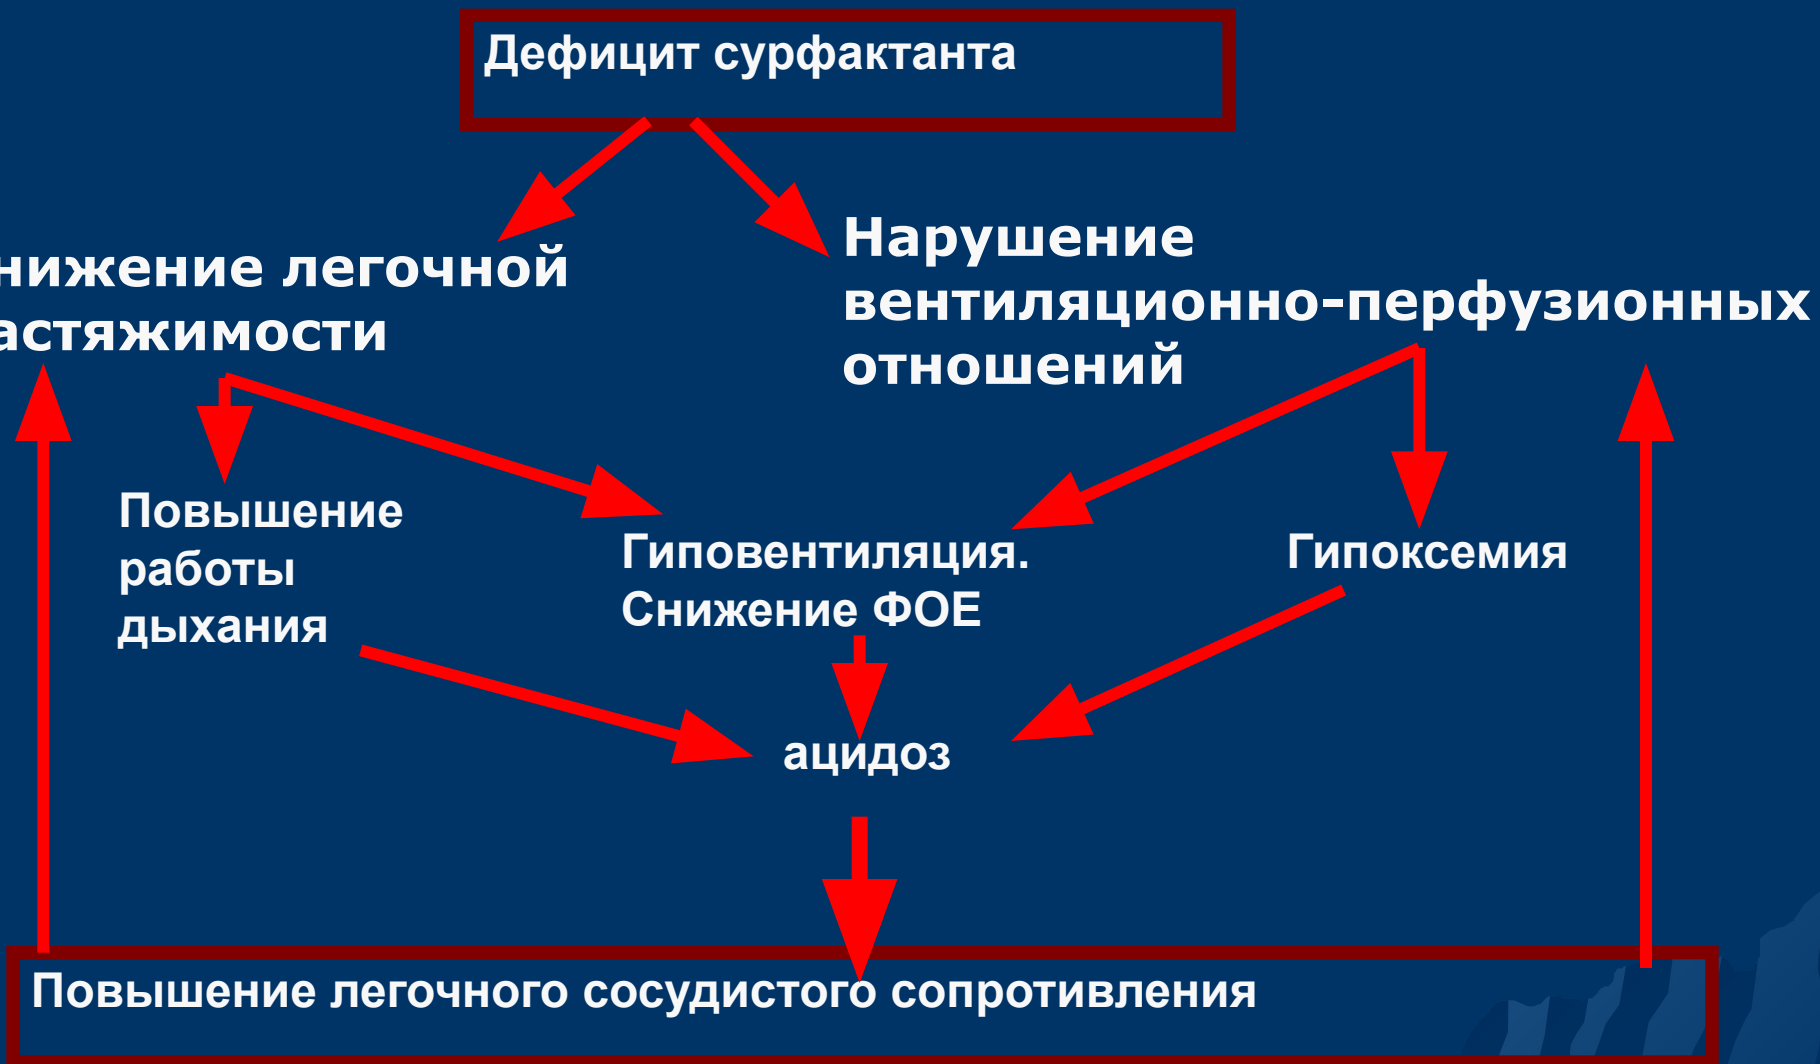 Дефицит сурфактанта
Нарушение
вентиляционно-перфузионных
отношений
нижение легочной
астяжимости
Повышение
работы
дыхания
Гиповентиляция.
Снижение ФОЕ
Гипоксемия
ацидоз
Повышение легочного сосудистого сопротивления